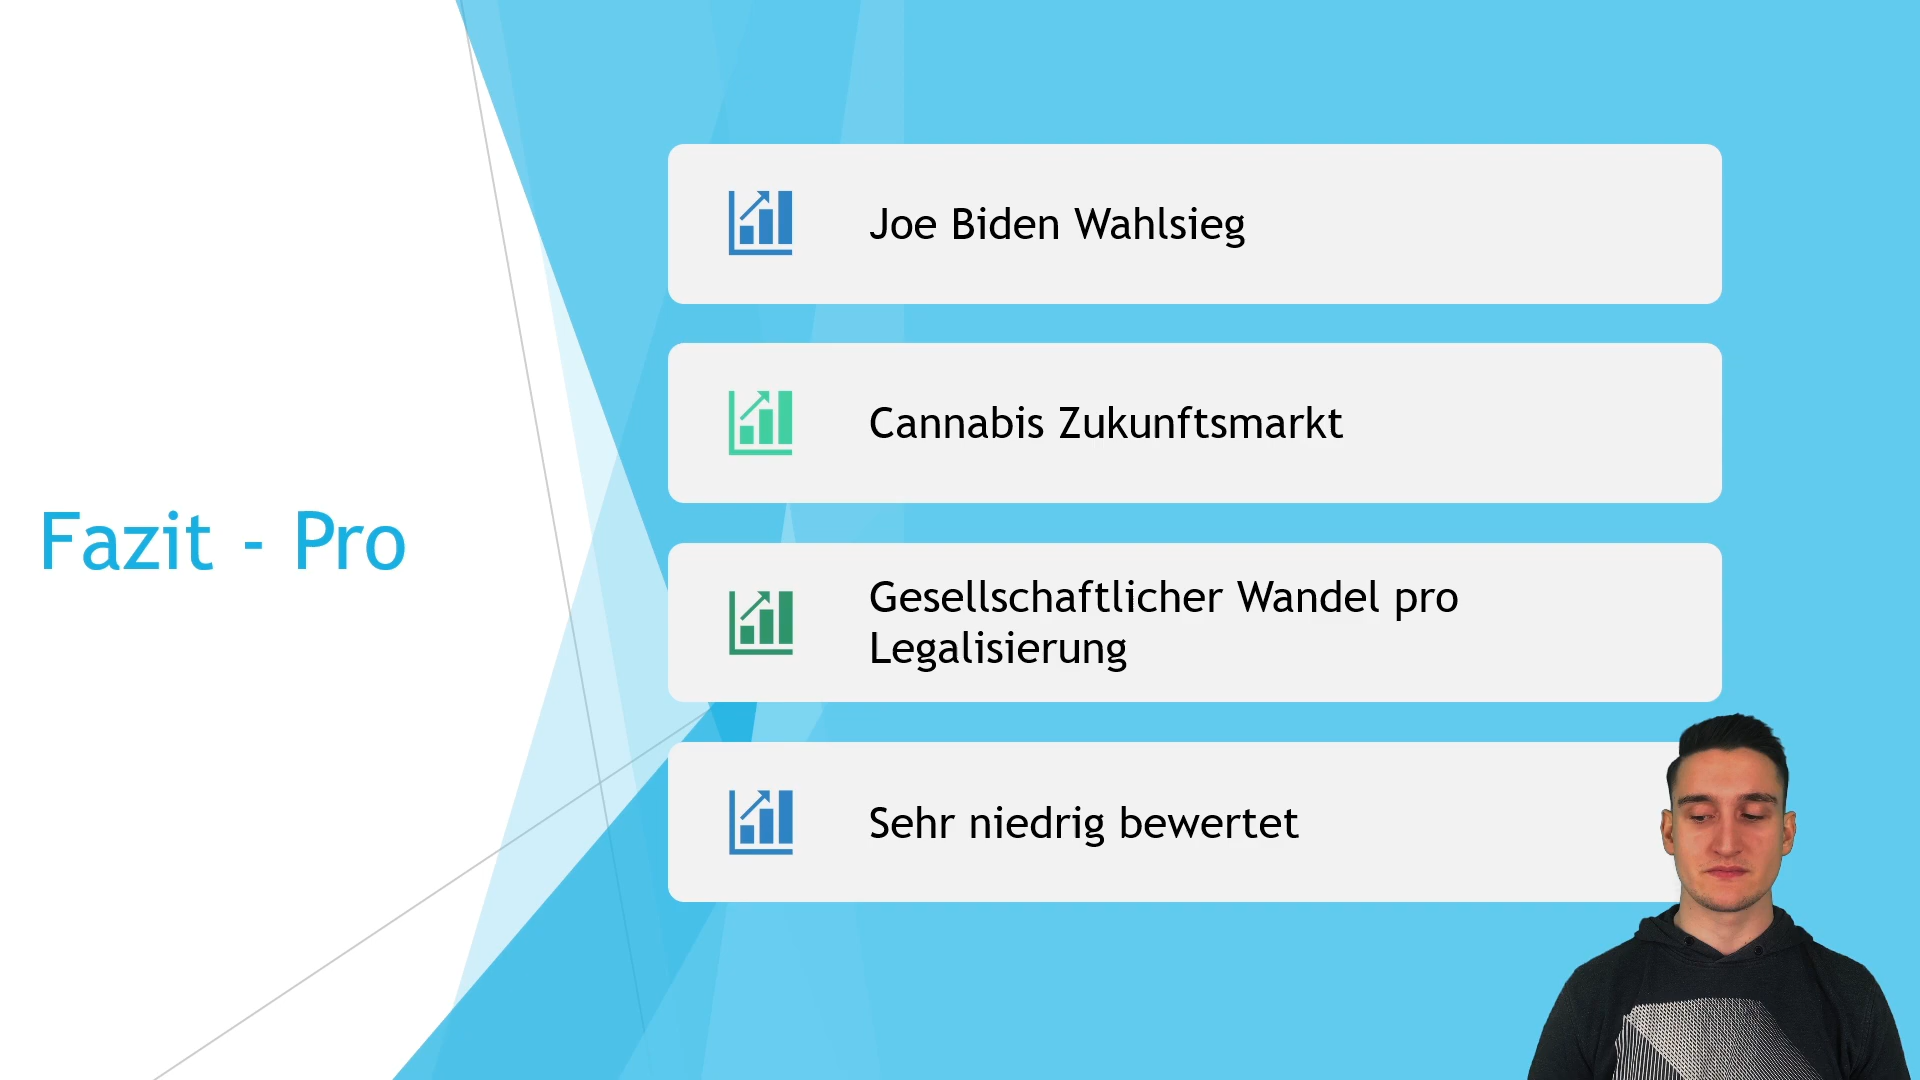 Fazit - Pro
Joe Biden Wahlsieg
Cannabis Zukunftsmarkt
Gesellschaftlicher Wandel pro
Legalisierung
Sehr niedrig bewertet